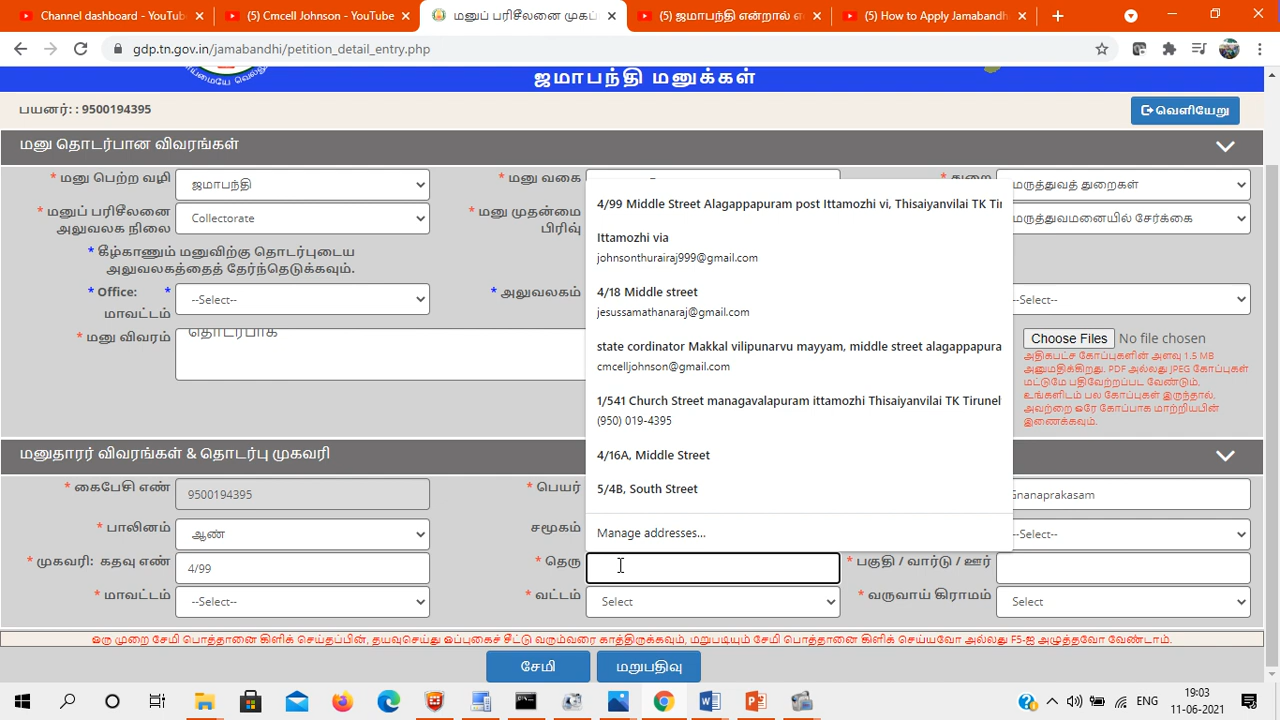 Channel dashboard - YouTub
(5) Cmcell Johnson - YouTube
மனுப் பரிசீலனை முகப்
(5) ஜமாபந்தி என்றால் எ
(5) How to Apply Jamabandh
gdp.tn.gov.in/jamabandhi/petition_detail_entry.php
ஜமாபந்தி மனுக்கள்
பயனர்: : 9500194395
வெளியேறு
மனு தொடர்பான விவரங்கள்
* மனு பெற்ற வழி ஜமாபந்தி * மனு வகை * துறை மருத்துவத் துறைகள்
* மனுப் பரிசீலனை அலுவலக நிலை Collectorate * மனு முதன்மை பிரிவு மருத்துவமனையில் சேர்க்கை
* கீழ்காணும் மனுவிற்கு தொடர்புடைய
அலுவலகத்தைத் தேர்ந்தெடுக்கவும்.
* Office: * மாவட்டம் --Select-- * அலுவலகம் --Select--
* மனு விவரம் தொடர்பாக
Choose Files No file chosen
அதிகபட்ச கோப்புகளின் அளவு 1.5 MB
அனுமதிக்கிறது. PDF அல்லது JPEG கோப்புகள்
மட்டுமே பதிவேற்றப்பட வேண்டும்.
உங்களிடம் பல கோப்புகள் இருந்தால்,
அவற்றை ஒரே கோப்பாக மாற்றியபின்
இணைக்கவும்.
4/99 Middle Street Alagappapuram post Ittamozhi vi, Thisaiyanvilai TK Tir
Ittamozhi via
johnsonthurairaj999@gmail.com
4/18 Middle street
jesussamathanaraj@gmail.com
state cordinator Makkal vilipunarvu mayyam, middle street alagappapura
cmcelljohnson@gmail.com
1/541 Church Street managavalapuram ittamozhi Thisaiyanvilai TK Tirunel
(950) 019-4395
4/16A, Middle Street
5/4B, South Street
Manage addresses...
மனுதாரர் விவரங்கள் & தொடர்பு முகவரி
* கைபேசி எண் 9500194395 * பெயர் Gnanaprakasam
* பாலினம் ஆண் சமூகம் --Select--
* முகவரி: கதவு எண் 4/99 * தெரு * பகுதி / வார்டு / ஊர்
* மாவட்டம் --Select-- * வட்டம் Select * வருவாய் கிராமம் Select
ஒரு முறை சேமி பொத்தானை கிளிக் செய்தப்பின், தயவுசெய்து ஒப்புகைச் சீட்டு வரும்வரை காத்திருக்கவும், மறுபடியும் சேமி பொத்தானை கிளிக் செய்யவோ அல்லது F5-ஐ அழுத்தவோ வேண்டாம்.
சேமி மறுபதிவு
ENG
19:03
11-06-2021